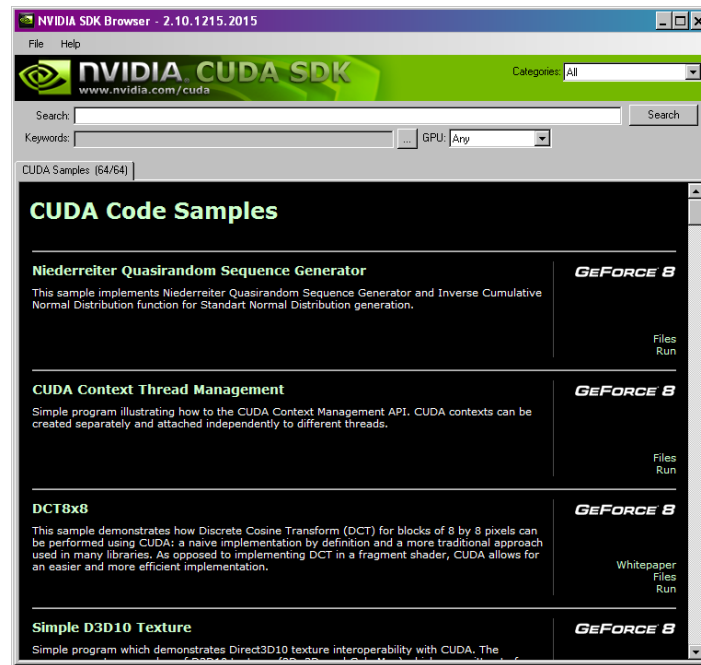 NVIDIA SDK Browser - 2.10.1215.2015
File Help
NVIDIA. CUDA SDK
www.nvidia.com/cuda
Categories: All
Search: Search
Keywords: ... GPU: Any
CUDA Samples (64/64)
CUDA Code Samples
Niederreiter Quasirandom Sequence Generator
GEFORCE 8
This sample implements Niederreiter Quasirandom Sequence Generator and Inverse Cumulative
Normal Distribution function for Standart Normal Distribution generation.
Files
Run
CUDA Context Thread Management
GEFORCE 8
Simple program illustrating how to the CUDA Context Management API. CUDA contexts can be
created separately and attached independently to different threads.
Files
Run
DCT8x8
GEFORCE 8
This sample demonstrates how Discrete Cosine Transform (DCT) for blocks of 8 by 8 pixels can
be performed using CUDA: a naive implementation by definition and a more traditional approach
used in many libraries. As opposed to implementing DCT in a fragment shader, CUDA allows for
an easier and more efficient implementation.
Whitepaper
Files
Run
Simple D3D10 Texture
GEFORCE 8
Simple program which demonstrates Direct3D10 texture interoperability with CUDA. The